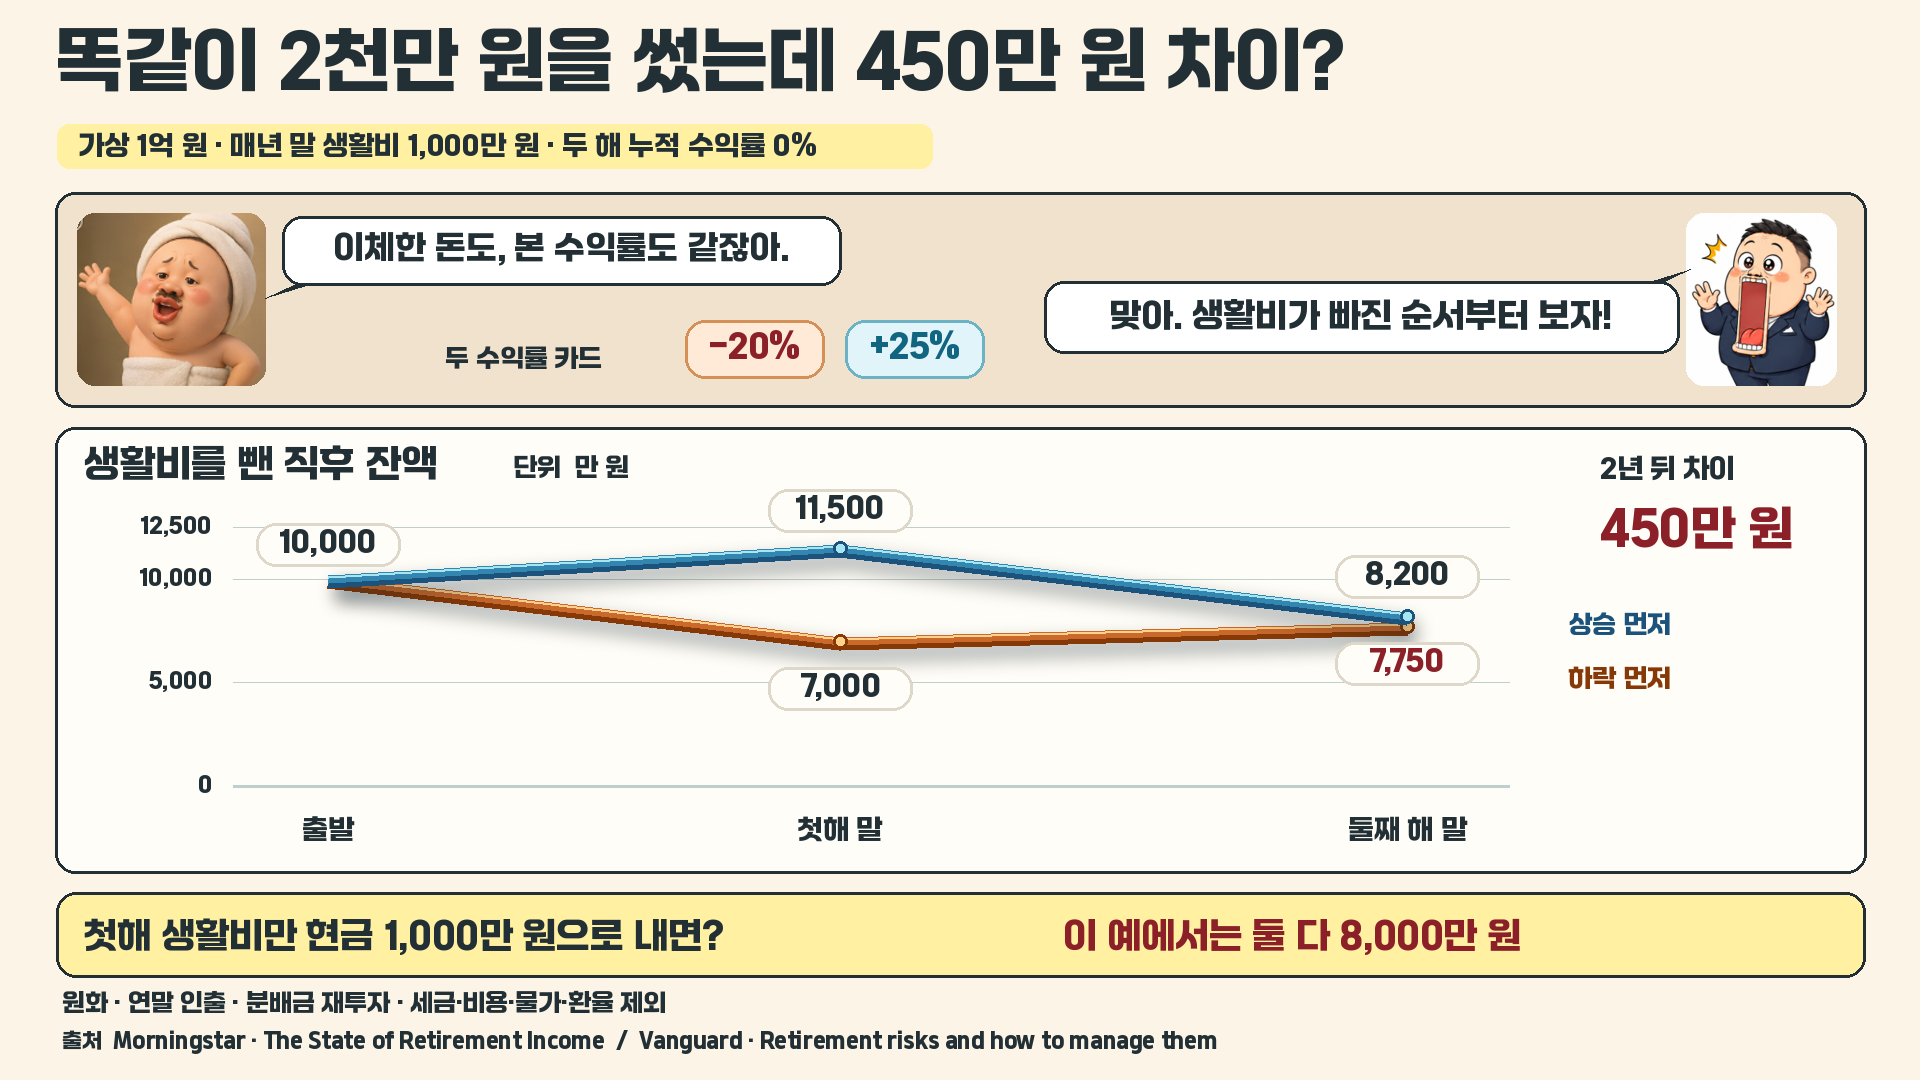 똑같이 2천만 원을 썼는데 450만 원 차이?
가상 1억 원 · 매년 말 생활비 1,000만 원 · 두 해 누적 수익률 0%
이체한 돈도, 본 수익률도 같잖아.
맞아. 생활비가 빠진 순서부터 보자!
두 수익률 카드
−20%
+25%
생활비를 뺀 직후 잔액
단위 만 원
2년 뒤 차이
450만 원
12,500
10,000
5,000
0
10,000
11,500
7,000
8,200
7,750
상승 먼저
하락 먼저
출발
첫해 말
둘째 해 말
첫해 생활비만 현금 1,000만 원으로 내면?
이 예에서는 둘 다 8,000만 원
원화 · 연말 인출 · 분배금 재투자 · 세금·비용·물가·환율 제외
출처 Morningstar · The State of Retirement Income / Vanguard · Retirement risks and how to manage them